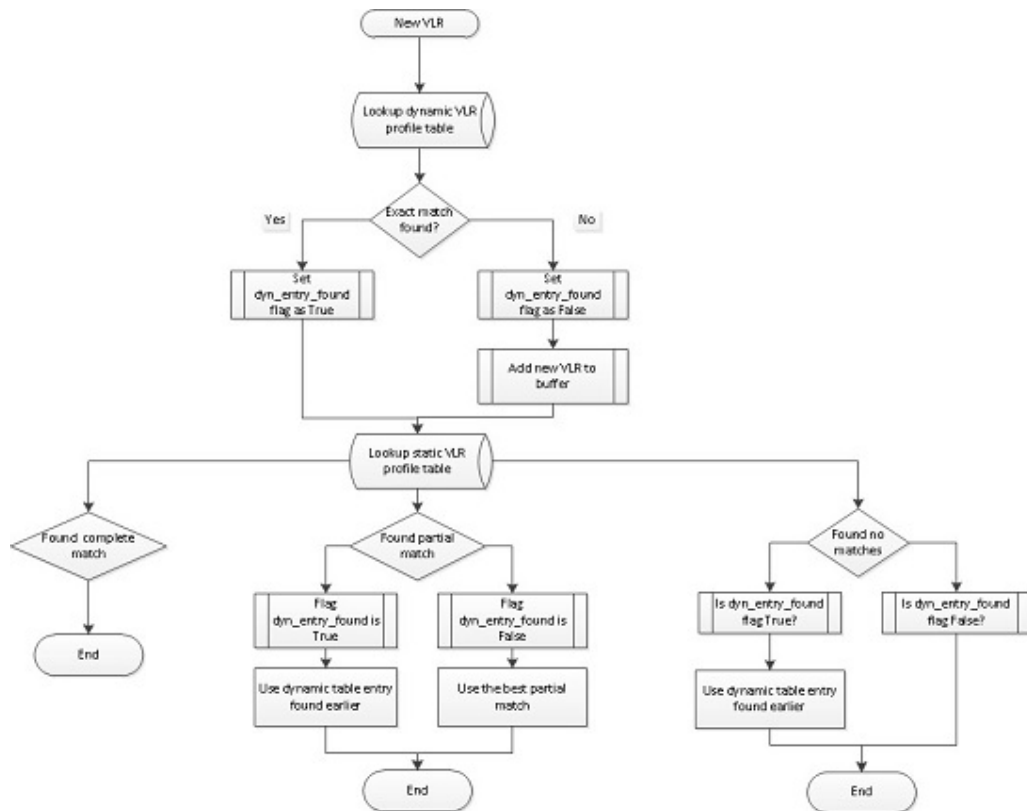 New VLR
Lookup dynamic VLR
profile table
Exact match
found?
Yes
No
Set
dyn_entry_found
flag as True
Set
dyn_entry_found
flag as False
Add new VLR to
buffer
Lookup static VLR
profile table
Found complete
match
Found partial
match
Found no
matches
Flag
dyn_entry_found is
True
Flag
dyn_entry_found is
False
Is dyn_entry_found
flag True?
Is dyn_entry_found
flag False?
End
Use dynamic table entry
found earlier
Use the best partial
match
Use dynamic table entry
found earlier
End
End